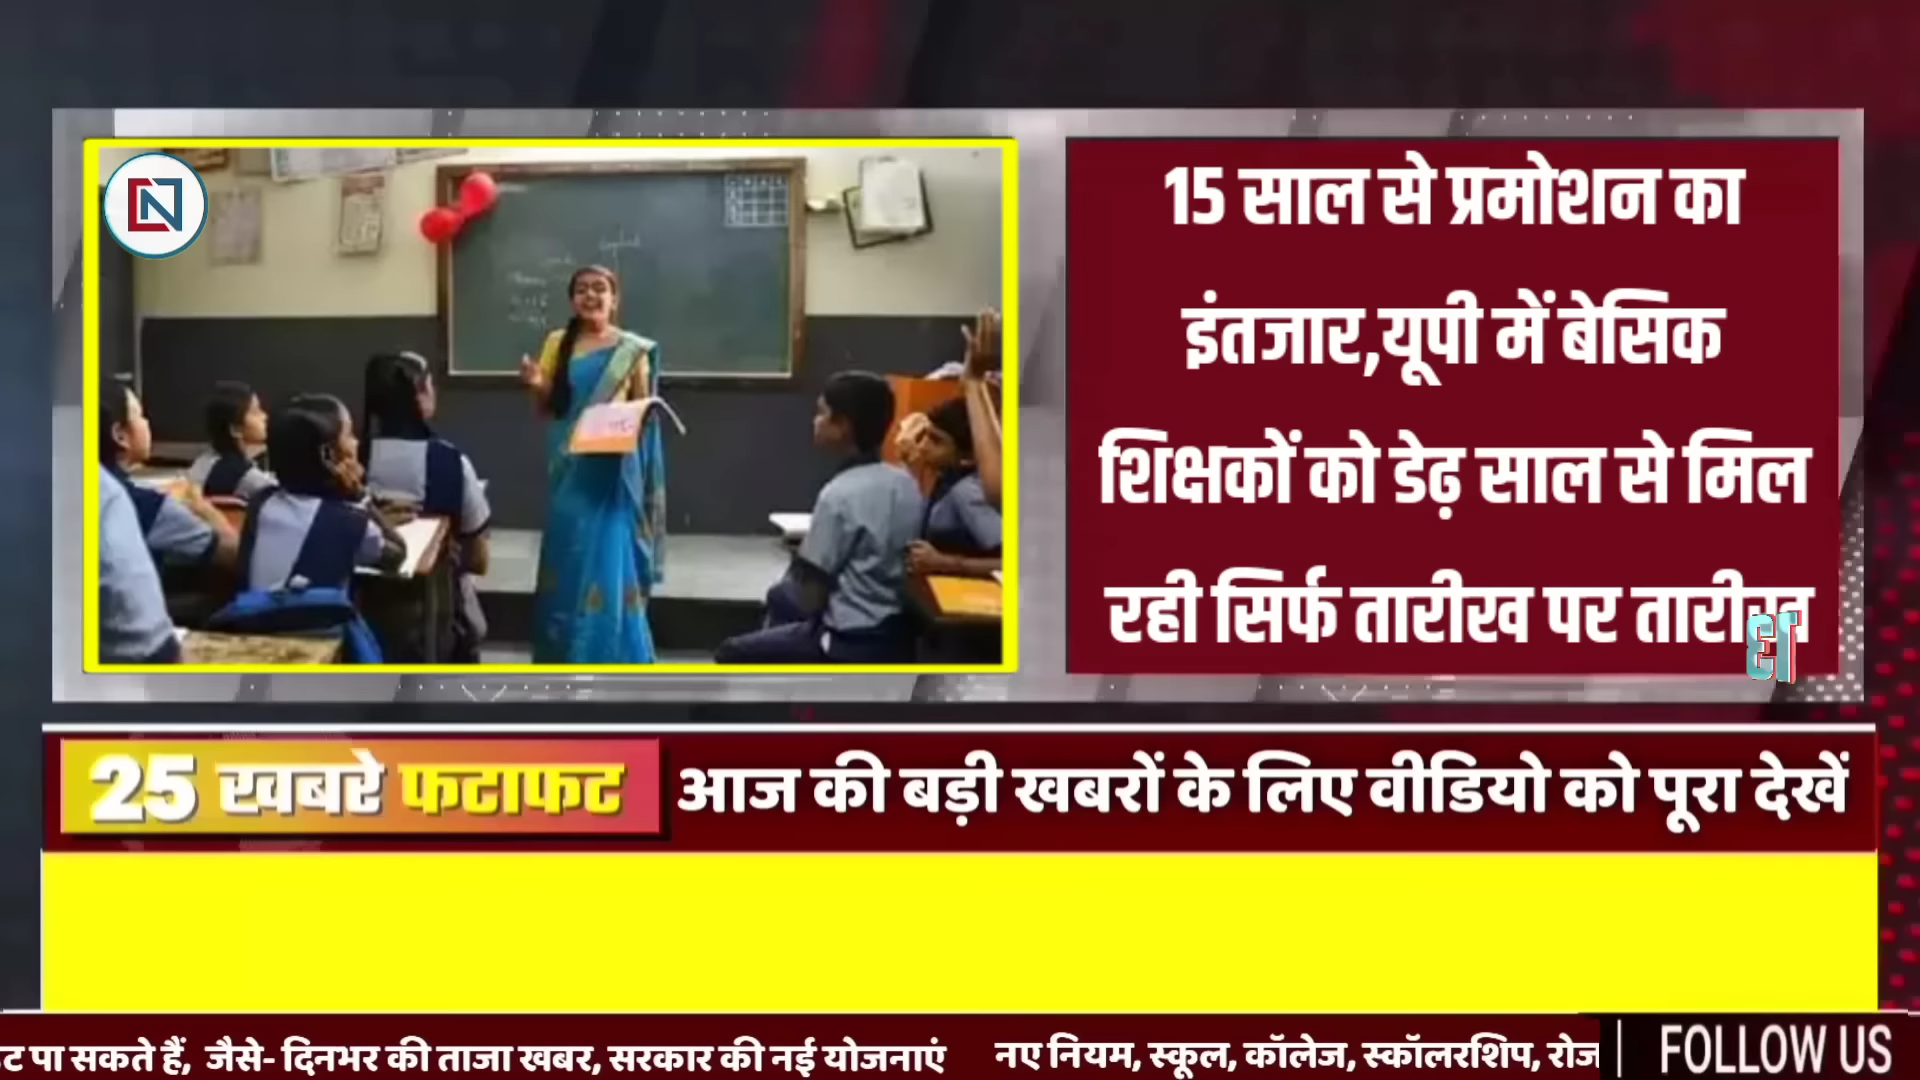 15 साल से प्रमोशन का
इंतजार,यूपी में बेसिक
शिक्षकों को डेढ़ साल से मिल
रही सिर्फ तारीख पर तारीख
25 खबरे फटाफट
आज की बड़ी खबरों के लिए वीडियो को पूरा देखें
पा सकते हैं, जैसे- दिनभर की ताजा खबर, सरकार की नई योजनाएं नए नियम, स्कूल, कॉलेज, स्कॉलरशिप,
FOLLOW US